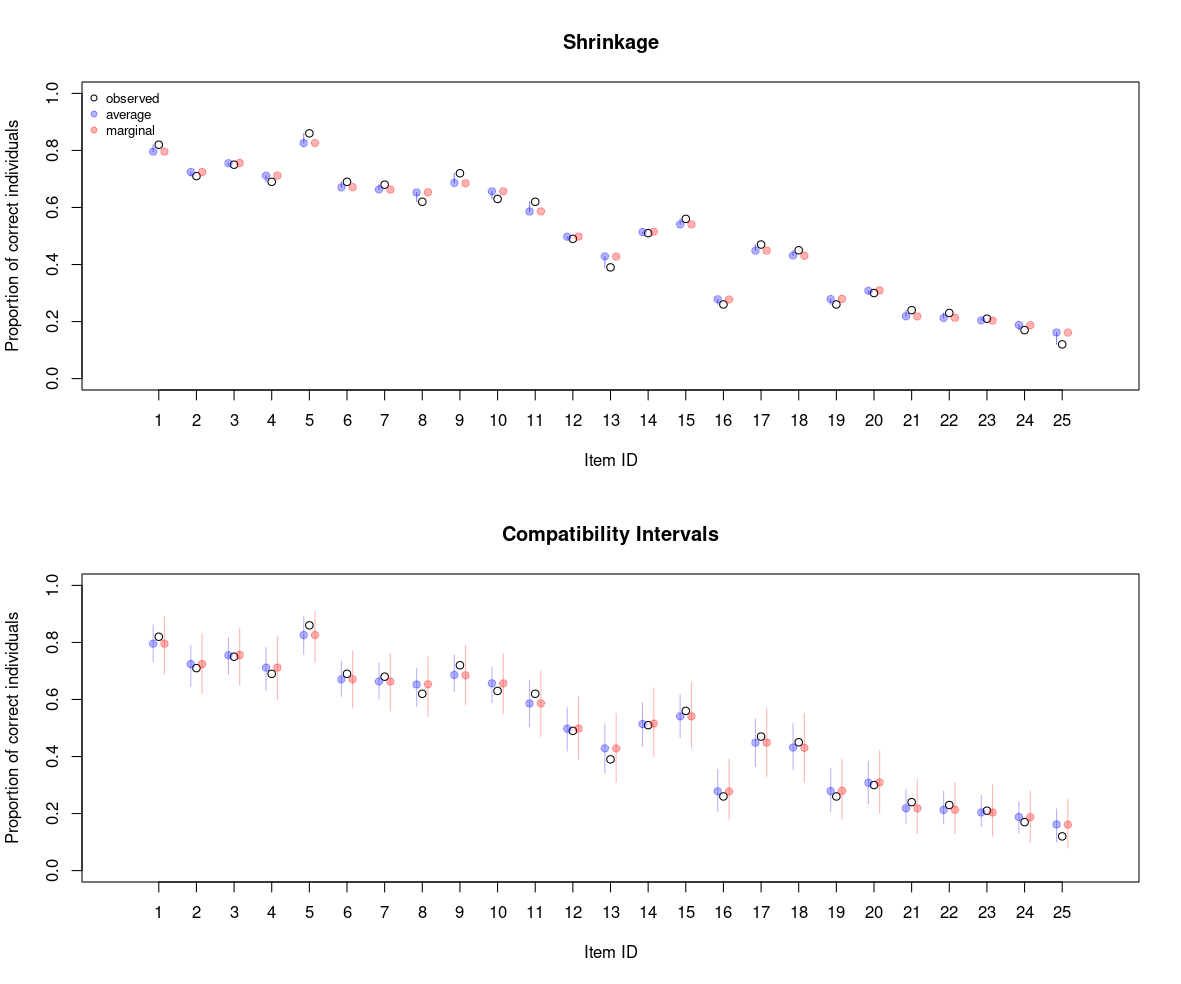 Shrinkage
Proportion of correct individuals
1.0
0.8
0.6
0.4
0.2
0.0
observed
average
marginal
1 2 3 4 5 6 7 8 9 10 11 12 13 14 15 16 17 18 19 20 21 22 23 24 25
Item ID
Compatibility Intervals
Proportion of correct individuals
1.0
0.8
0.6
0.4
0.2
0.0
1 2 3 4 5 6 7 8 9 10 11 12 13 14 15 16 17 18 19 20 21 22 23 24 25
Item ID